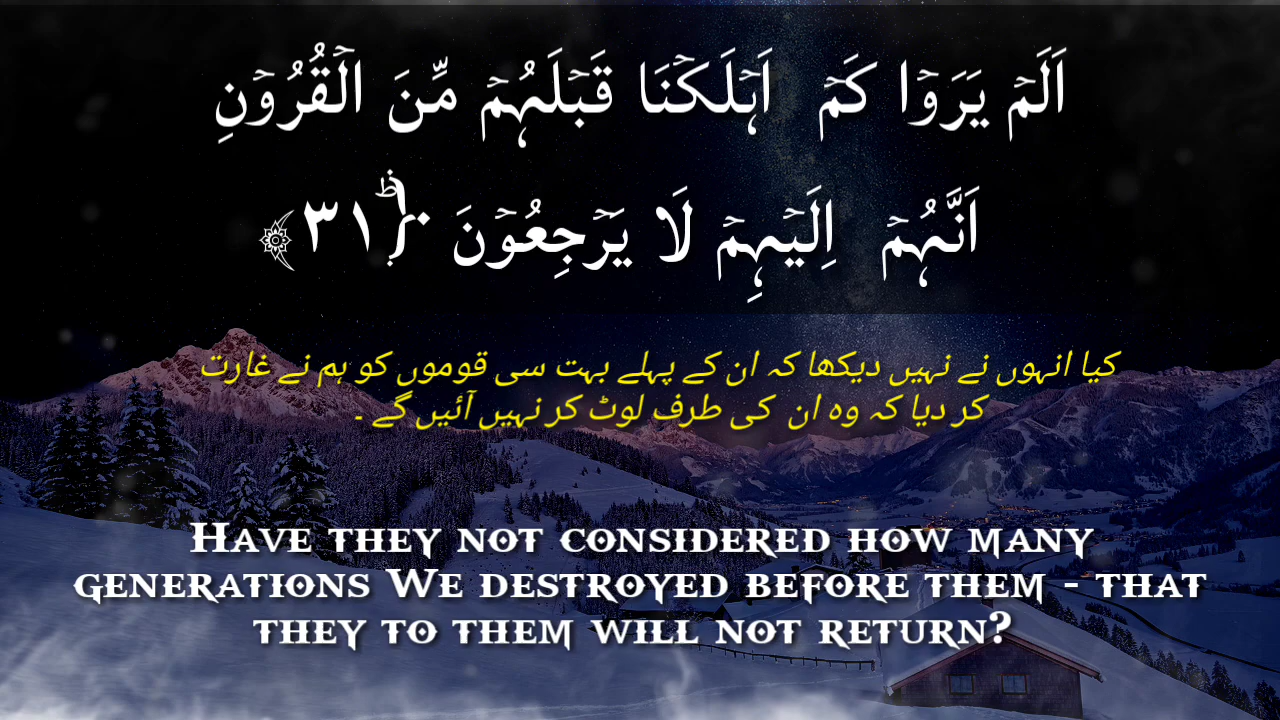 اَلَمۡ يَرَوۡا كَمۡ اَہۡلَكۡنَا قَبۡلَہُمۡ مِّنَ الۡقُرُوۡنِ
اَنَّہُمۡ اِلَيۡہِمۡ لَا يَرۡجِعُوۡنَ ﴿ؕ۳۱﴾
کیا انہوں نے نہیں دیکھا کہ ان کے پہلے بہت سی قوموں کو ہم نے غارت
کر دیا کہ وہ ان کی طرف لوٹ کر نہیں آئیں گے ۔
Have they not considered how many
generations We destroyed before them - that
they to them will not return?